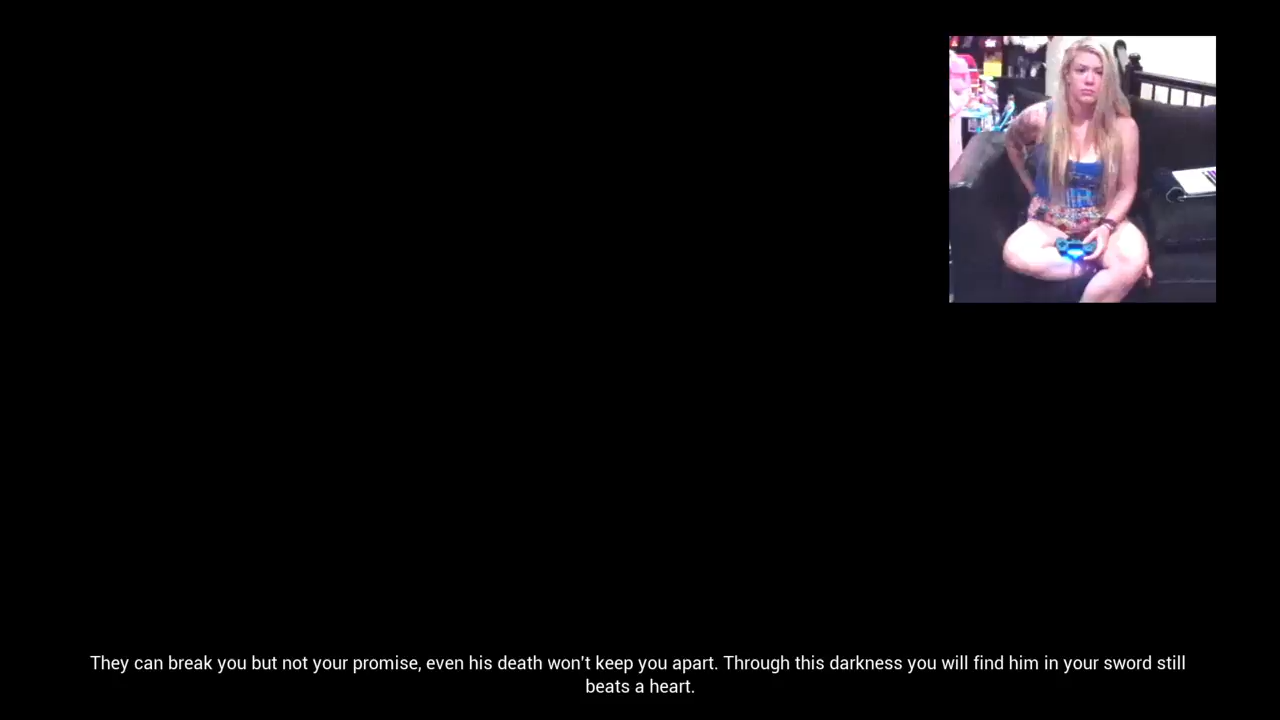 They can break you but not your promise, even his death won't keep you apart. Through this darkness you will find him in your sword still
beats a heart.